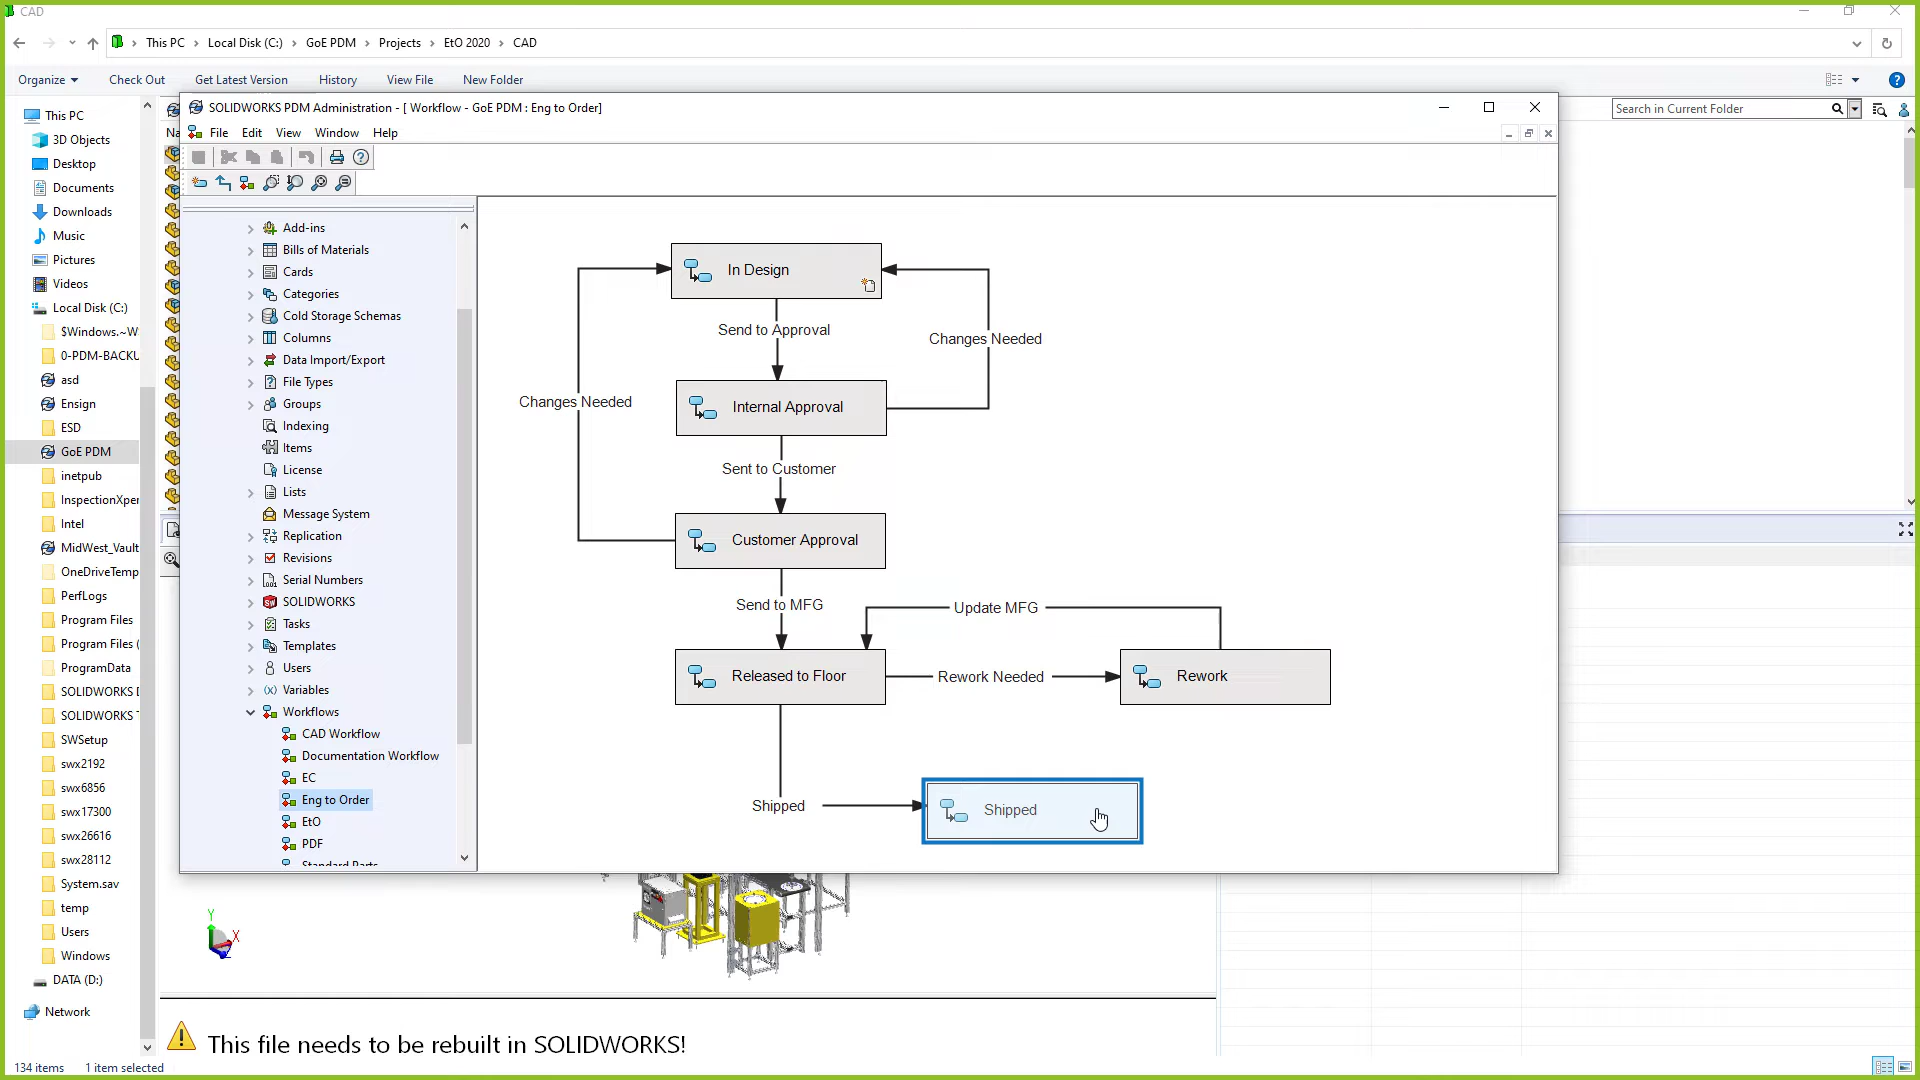 CAD
This PC
Local Disk (C:)
GoE PDM
Projects
EtO 2020
CAD
Organize
Check Out
Get Latest Version
History
View File
New Folder
Search in Current Folder
This PC
3D Objects
Desktop
Documents
Downloads
Music
Pictures
Videos
Local Disk (C:)
$Windows.~W
0-PDM-BACKU
asd
Ensign
ESD
GoE PDM
inetpub
InspectionXper
Intel
MidWest_Vault
OneDriveTemp
PerfLogs
Program Files
Program Files (
ProgramData
SOLIDWORKS D
SOLIDWORKS
SWSetup
swx2192
swx6856
swx17300
swx26616
swx28112
System.sav
temp
Users
Windows
DATA (D:)
Network
134 items
1 item selected
Na
SOLIDWORKS PDM Administration - [ Workflow - GoE PDM : Eng to Order]
File
Edit
View
Window
Help
Add-ins
Bills of Materials
Cards
Categories
Cold Storage Schemas
Columns
Data Import/Export
File Types
Groups
Indexing
Items
License
Lists
Message System
Replication
Revisions
Serial Numbers
SOLIDWORKS
Tasks
Templates
Users
Variables
Workflows
CAD Workflow
Documentation Workflow
EC
Eng to Order
EtO
PDF
Standard Parts
In Design
Send to Approval
Changes Needed
Changes Needed
Internal Approval
Sent to Customer
Customer Approval
Send to MFG
Update MFG
Released to Floor
Rework Needed
Rework
Shipped
Shipped
This file needs to be rebuilt in SOLIDWORKS!